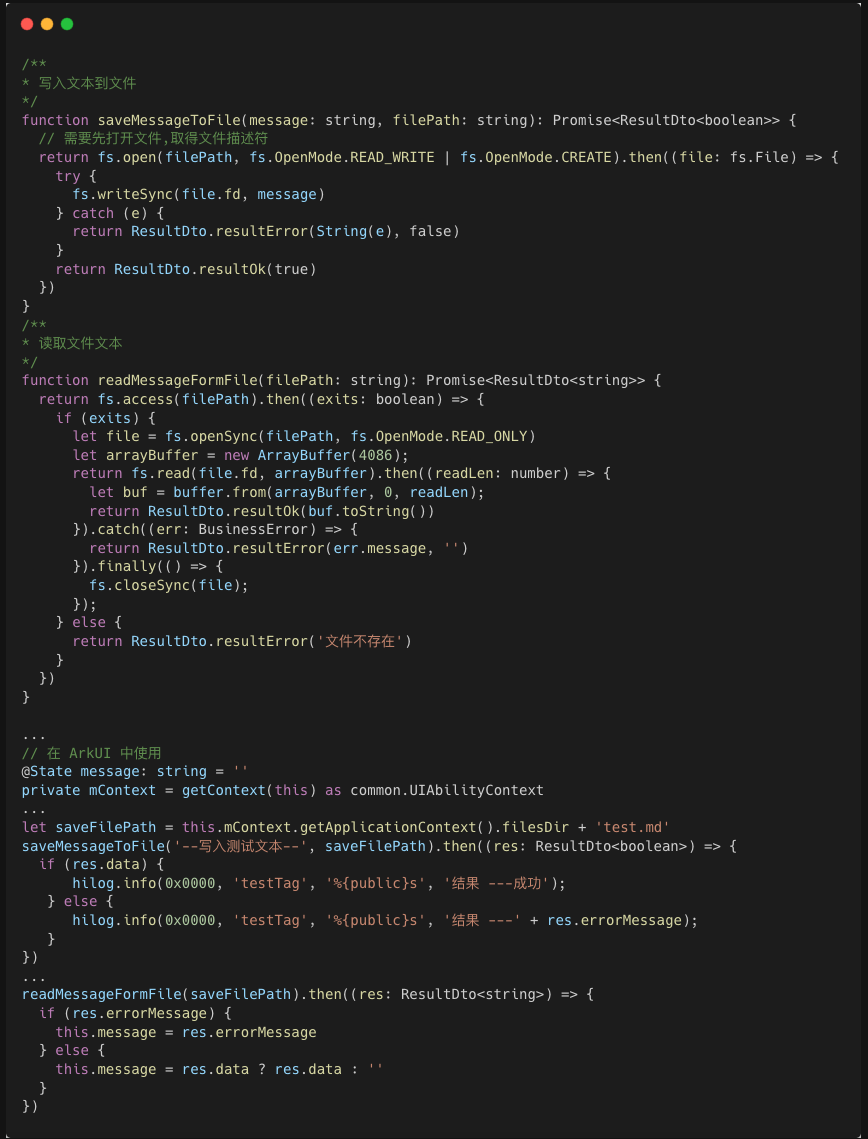 /**
* 写入文本到文件
*/
function saveMessageToFile(message: string, filePath: string): Promise<ResultDto<boolean>> {
  // 需要先打开文件,取得文件描述符
  return fs.open(filePath, fs.OpenMode.READ_WRITE | fs.OpenMode.CREATE).then((file: fs.File) => {
    try {
      fs.writeSync(file.fd, message)
    } catch (e) {
      return ResultDto.resultError(String(e), false)
    }
    return ResultDto.resultOk(true)
  })
}
/**
* 读取文件文本
*/
function readMessageFormFile(filePath: string): Promise<ResultDto<string>> {
  return fs.access(filePath).then((exits: boolean) => {
    if (exits) {
      let file = fs.openSync(filePath, fs.OpenMode.READ_ONLY)
      let arrayBuffer = new ArrayBuffer(4086);
      return fs.read(file.fd, arrayBuffer).then((readLen: number) => {
        let buf = buffer.from(arrayBuffer, 0, readLen);
        return ResultDto.resultOk(buf.toString())
      }).catch((err: BusinessError) => {
        return ResultDto.resultError(err.message, '')
      }).finally(() => {
        fs.closeSync(file);
      });
    } else {
      return ResultDto.resultError('文件不存在')
    }
  })
}

...
// 在 ArkUI 中使用
@State message: string = ''
private mContext = getContext(this) as common.UIAbilityContext
...
let saveFilePath = this.mContext.getApplicationContext().filesDir + 'test.md'
saveMessageToFile('--写入测试文本--', saveFilePath).then((res: ResultDto<boolean>) => {
  if (res.data) {
      hilog.info(0x0000, 'testTag', '%{public}s', '结果 ---成功');
   } else {
      hilog.info(0x0000, 'testTag', '%{public}s', '结果 ---' + res.errorMessage);
   }
})
...
readMessageFormFile(saveFilePath).then((res: ResultDto<string>) => {
  if (res.errorMessage) {
    this.message = res.errorMessage
  } else {
    this.message = res.data ? res.data : ''
  }
})